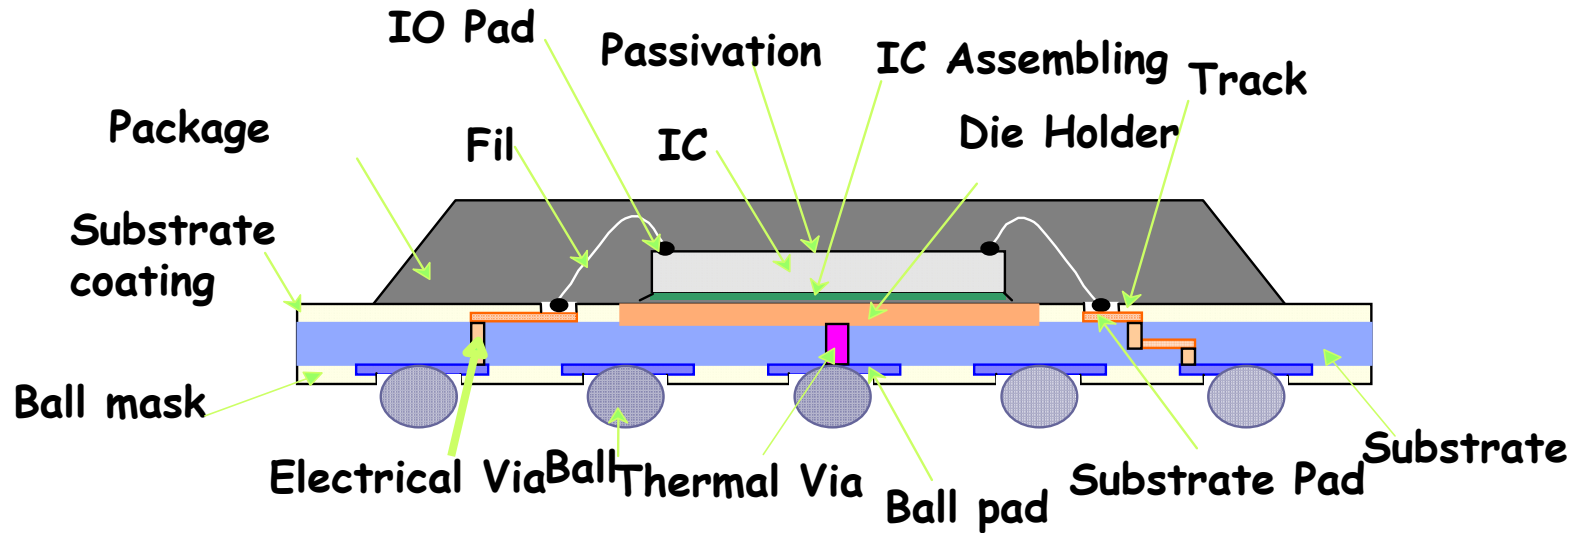 IO Pad
Passivation
IC Assembling
Track
Package
Fil
IC
Die Holder
Substrate
coating
Ball mask
Electrical Via
Ball
Thermal Via
Ball pad
Substrate Pad
Substrate